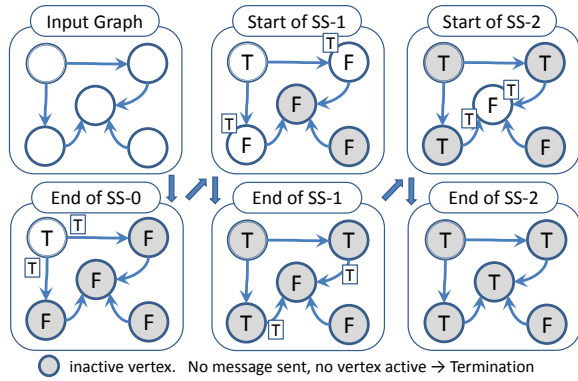 Input Graph
Start of SS-1
T
T
F
F
T
F
F
Start of SS-2
T
T
T
F
T
T
F
End of SS-0
T
T
F
T
F
F
F
End of SS-1
T
T
F
T
T
T
F
End of SS-2
T
T
T
T
F
inactive vertex. No message sent, no vertex active → Termination